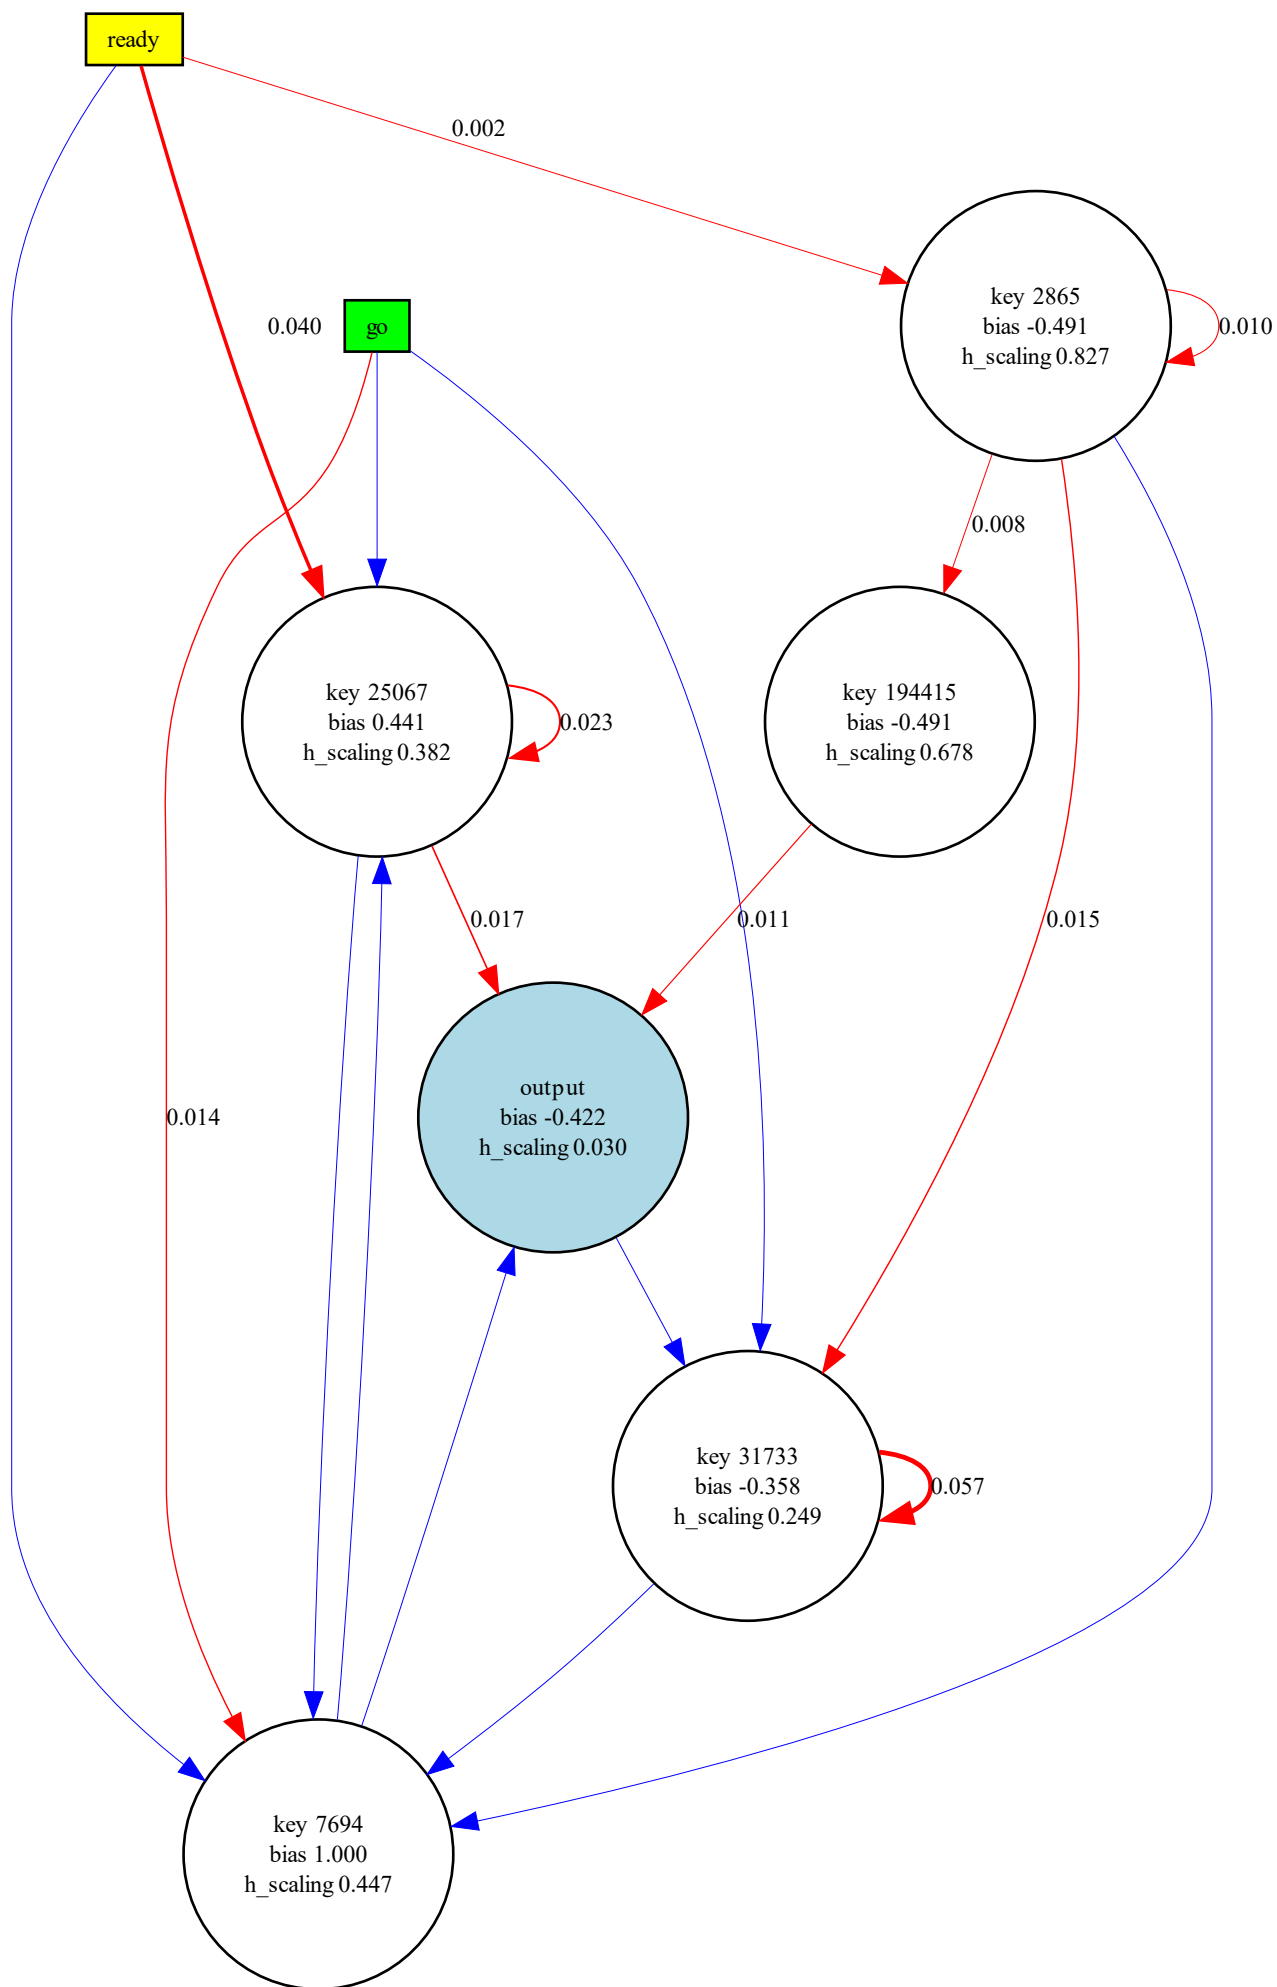 ready
0.002
key 2865
bias -0.491
h_scaling 0.827
0.010
0.040
go
0.008
key 25067
bias 0.441
h_scaling 0.382
0.023
key 194415
bias -0.491
h_scaling 0.678
0.017
0.011
0.015
output
bias -0.422
h_scaling 0.030
0.014
key 31733
bias -0.358
h_scaling 0.249
0.057
key 7694
bias 1.000
h_scaling 0.447